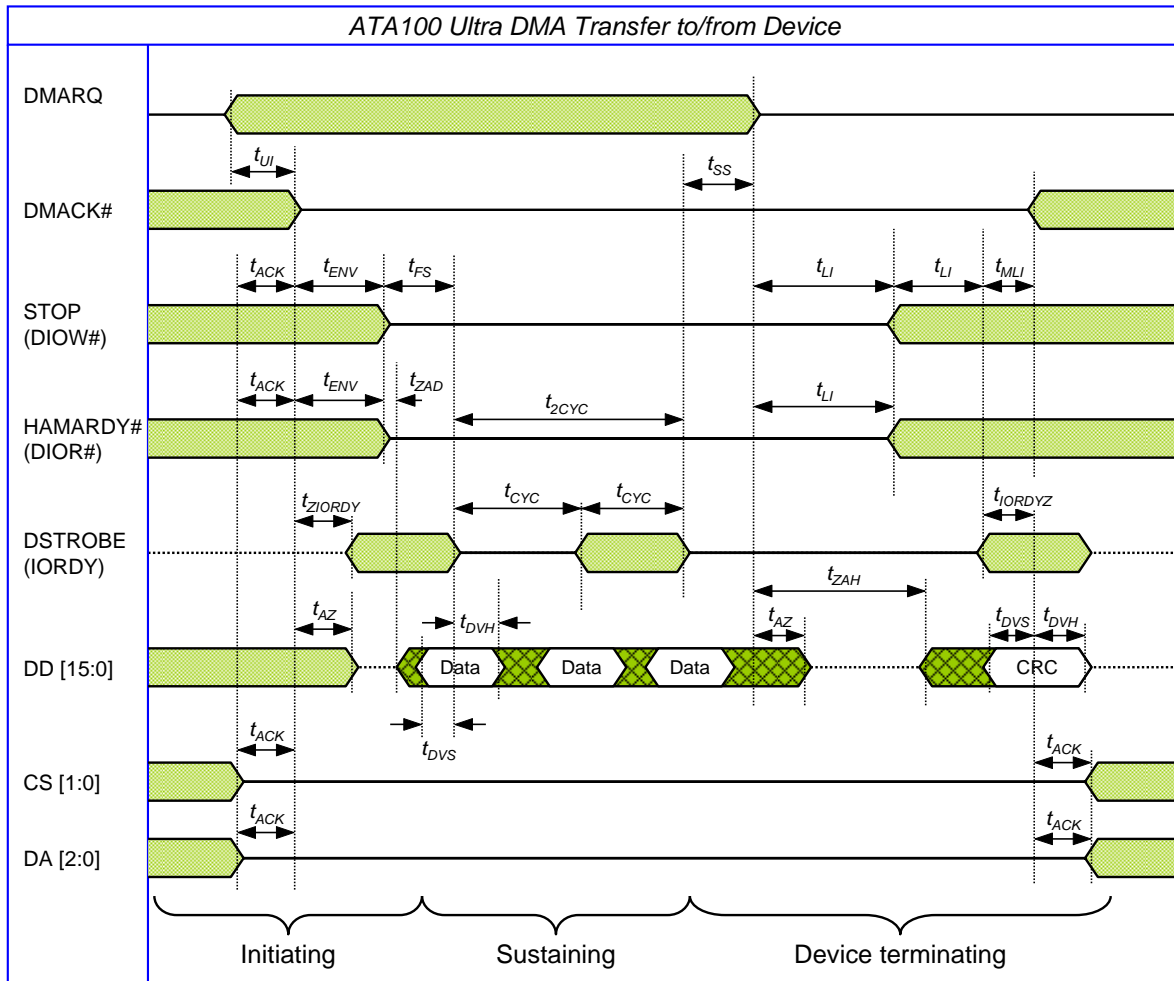 ATA100 Ultra DMA Transfer to/from Device
DMARQ
tUI
tSS
DMACK#
tACK tENV tFS tLI tLI tMLI
STOP
(DIOW#)
tACK tENV tZAD t2CYC tLI
HAMARDY#
(DIOR#)
tZIORDY tCYC tCYC tIORDYZ
DSTROBE
(IORDY)
tZAH
tAZ tDVH tAZ tDVS tDVH
DD [15:0] Data Data Data CRC
tDVS
tACK tACK
CS [1:0]
tACK tACK
DA [2:0]
Initiating Sustaining Device terminating